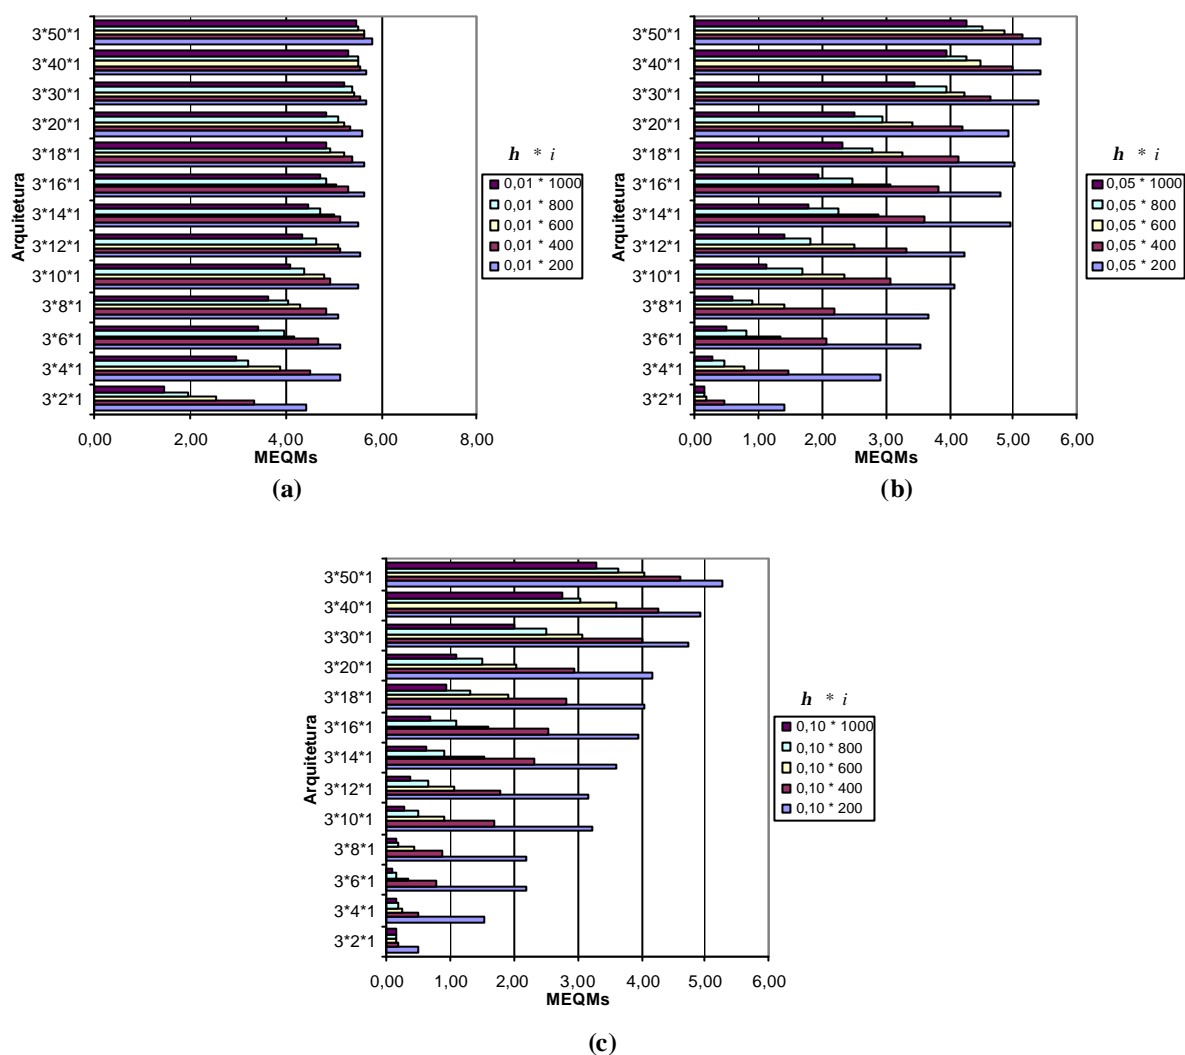 3*50*1
3*40*1
3*30*1
3*20*1
3*18*1
3*16*1
3*14*1
3*12*1
3*10*1
3*8*1
3*6*1
3*4*1
3*2*1
Arquitetura
0,00 2,00 4,00 6,00 8,00
MEQMs
h * i
0,01 * 1000
0,01 * 800
0,01 * 600
0,01 * 400
0,01 * 200
(a)
3*50*1
3*40*1
3*30*1
3*20*1
3*18*1
3*16*1
3*14*1
3*12*1
3*10*1
3*8*1
3*6*1
3*4*1
3*2*1
Arquitetura
0,00 1,00 2,00 3,00 4,00 5,00 6,00
MEQMs
h * i
0,05 * 1000
0,05 * 800
0,05 * 600
0,05 * 400
0,05 * 200
(b)
3*50*1
3*40*1
3*30*1
3*20*1
3*18*1
3*16*1
3*14*1
3*12*1
3*10*1
3*8*1
3*6*1
3*4*1
3*2*1
Arquitetura
0,00 1,00 2,00 3,00 4,00 5,00 6,00
MEQMs
h * i
0,10 * 1000
0,10 * 800
0,10 * 600
0,10 * 400
0,10 * 200
(c)